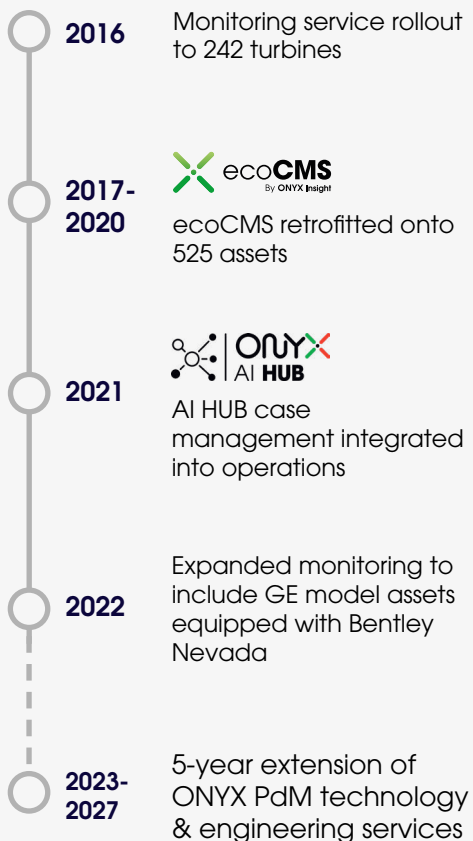 2016
Monitoring service rollout
to 242 turbines
2017-
2020
ecoCMS
By ONYX Insight
ecoCMS retrofitted onto
525 assets
2021
ONYX
AI HUB
AI HUB case
management integrated
into operations
2022
Expanded monitoring to
include GE model assets
equipped with Bentley
Nevada
2023-
2027
5-year extension of
ONYX PdM technology
& engineering services